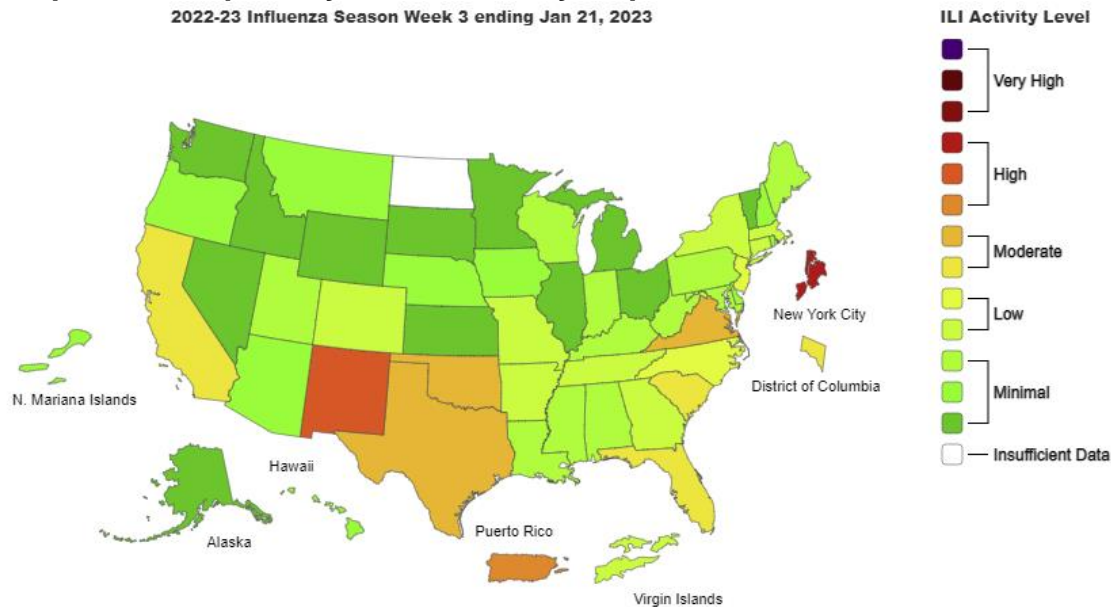 2022-23 Influenza Season Week 3 ending Jan 21, 2023
ILI Activity Level
Very High
High
Moderate
Low
Minimal
Insufficient Data
New York City
District of Columbia
N. Mariana Islands
Hawaii
Alaska
Puerto Rico
Virgin Islands